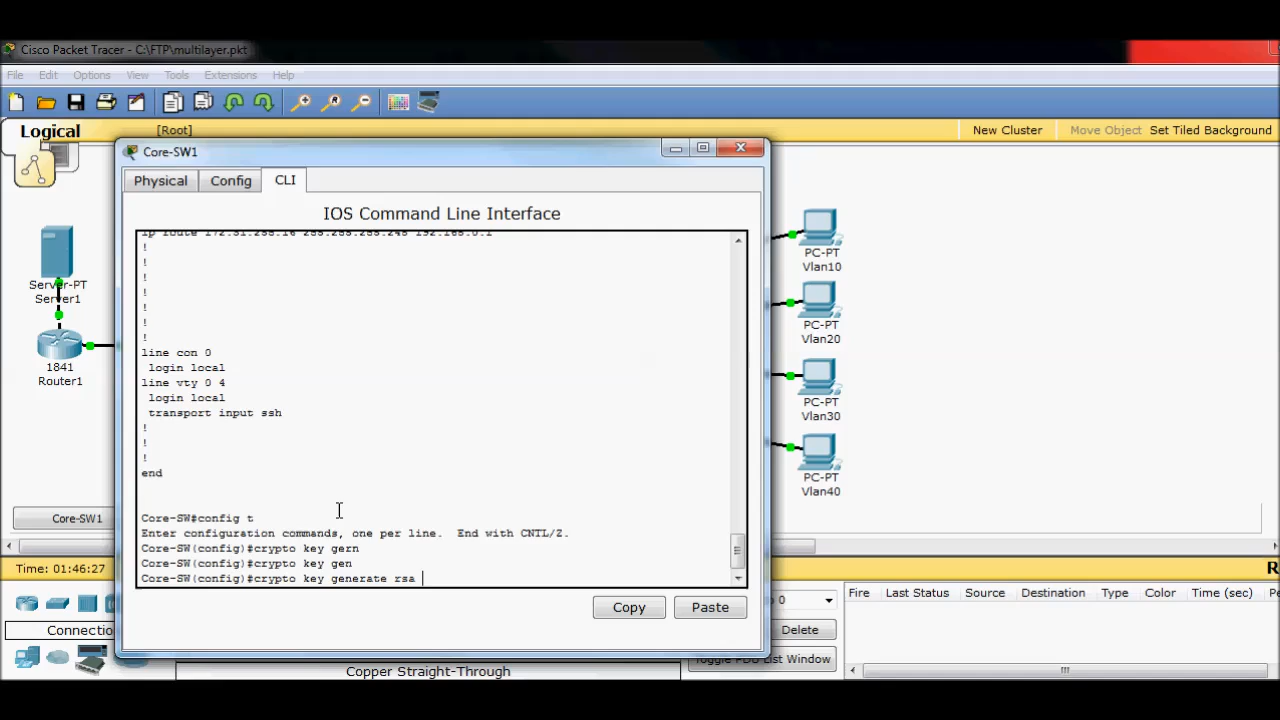 Cisco Packet Tracer - C:\FTP\multilayer.pkt
File Edit Options View Tools Extensions Help
Logical
[Root]
New Cluster
Move Object
Set Tiled Background
Core-SW1
Physical
Config
CLI
IOS Command Line Interface
!
!
!
!
!
!
line con 0
login local
line vty 0 4
login local
transport input ssh
!
!
!
end
Core-SW#config t
Enter configuration commands, one per line. End with CNTL/Z.
Core-SW(config)#crypto key gern
Core-SW(config)#crypto key gen
Core-SW(config)#crypto key generate rsa
Copy
Paste
Server-PT
Server1
1841
Router1
PC-PT
Vlan10
PC-PT
Vlan20
PC-PT
Vlan30
PC-PT
Vlan40
Core-SW1
Time: 01:46:27
R
0
Fire
Last Status
Source
Destination
Type
Color
Time (sec)
Delete
Toggle PDU List Window
Copper Straight-Through